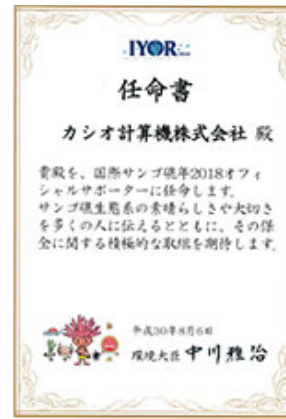 IYOR
任命書
カシオ計算機株式会社 殿
貴殿を、国際サンゴ礁年2018オフィ
シャルサポーターに任命します。
サンゴ礁生態系の素晴らしさや大切さ
を多くの人に伝えるとともに、その保
全に関する積極的な取組を期待します。
平成30年8月6日
環境大臣 中川雅治